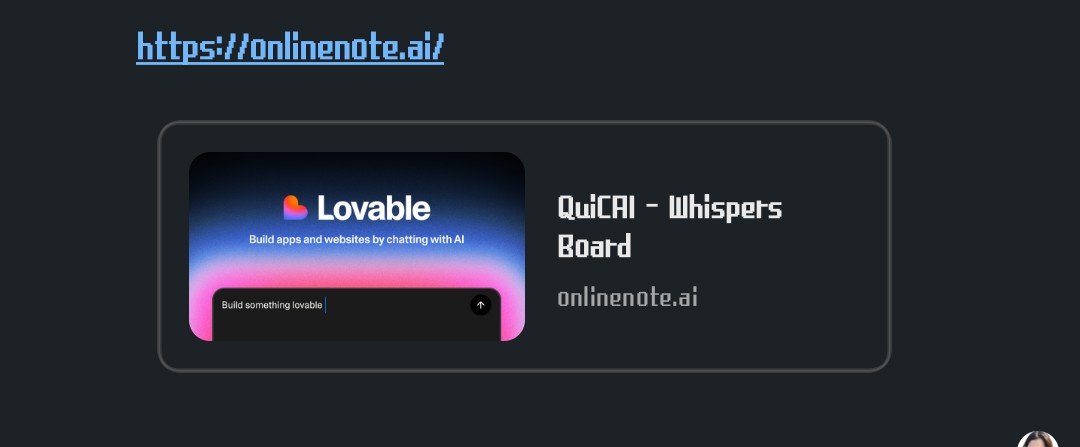 https://onlinenote.ai/
Lovable
Build apps and websites by chatting with AI
Build something lovable
QuiCAI - Whispers
Board
onlinenote.ai